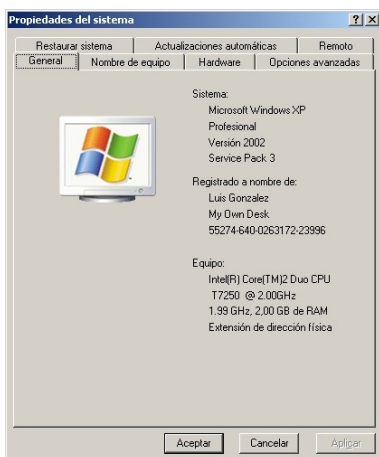 Propiedades del sistema
Restaurar sistema
Actualizaciones automáticas
Remoto
General
Nombre de equipo
Hardware
Opciones avanzadas
Sistema:
Microsoft Windows XP
Profesional
Versión 2002
Service Pack 3
Registrado a nombre de:
Luis Gonzalez
My Own Desk
55274-640-0263172-23996
Equipo:
Intel(R) Core(TM)2 Duo CPU
T7250 @ 2.00GHz
1.99 GHz, 2,00 GB de RAM
Extensión de dirección física
Aceptar
Cancelar
Aplicar